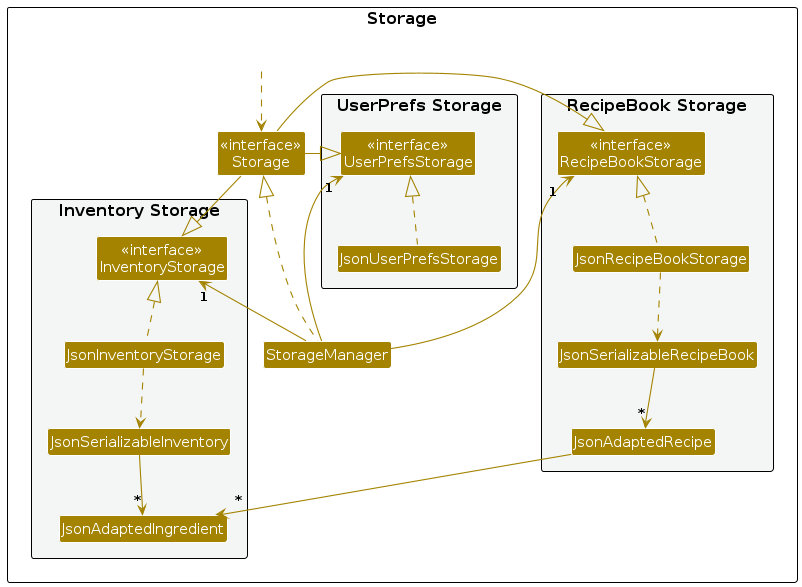 Storage
UserPrefs Storage
RecipeBook Storage
«interface»
Storage
«interface»
UserPrefsStorage
«interface»
RecipeBookStorage
1
1
Inventory Storage
«interface»
InventoryStorage
JsonUserPrefsStorage
JsonRecipeBookStorage
1
JsonInventoryStorage
StorageManager
JsonSerializableRecipeBook
*
JsonSerializableInventory
JsonAdaptedRecipe
*
*
JsonAdaptedIngredient